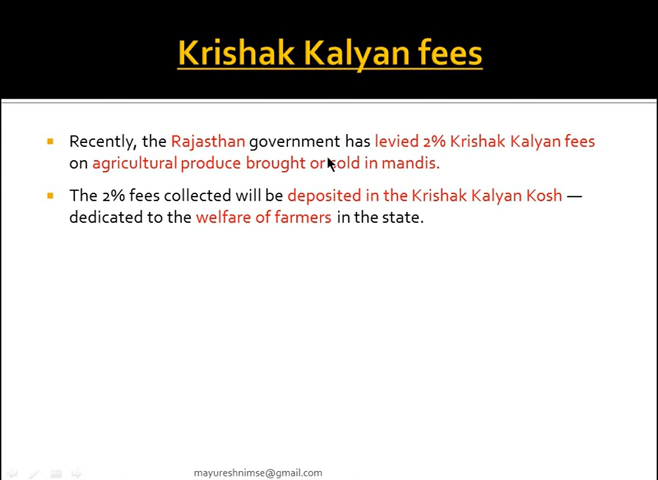 Krishak Kalyan fees
Recently, the Rajasthan government has levied 2% Krishak Kalyan fees
on agricultural produce brought or sold in mandis.
The 2% fees collected will be deposited in the Krishak Kalyan Kosh —
dedicated to the welfare of farmers in the state.
mayureshnimse@gmail.com